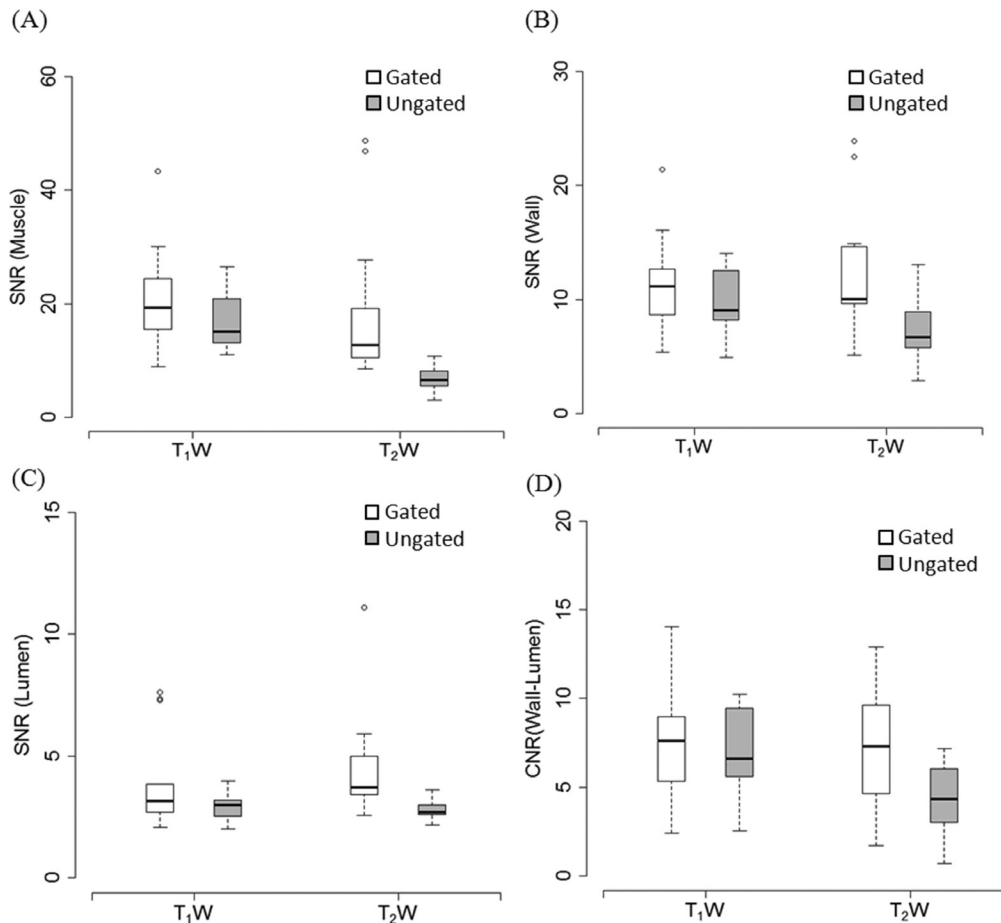 (A)
Gated
Ungated
SNR (Muscle)
60
40
20
0
T₁W T₂W
(B)
Gated
Ungated
SNR (Wall)
30
20
10
0
T₁W T₂W
(C)
Gated
Ungated
SNR (Lumen)
15
10
5
0
T₁W T₂W
(D)
Gated
Ungated
CNR(Wall-Lumen)
20
15
10
5
0
T₁W T₂W